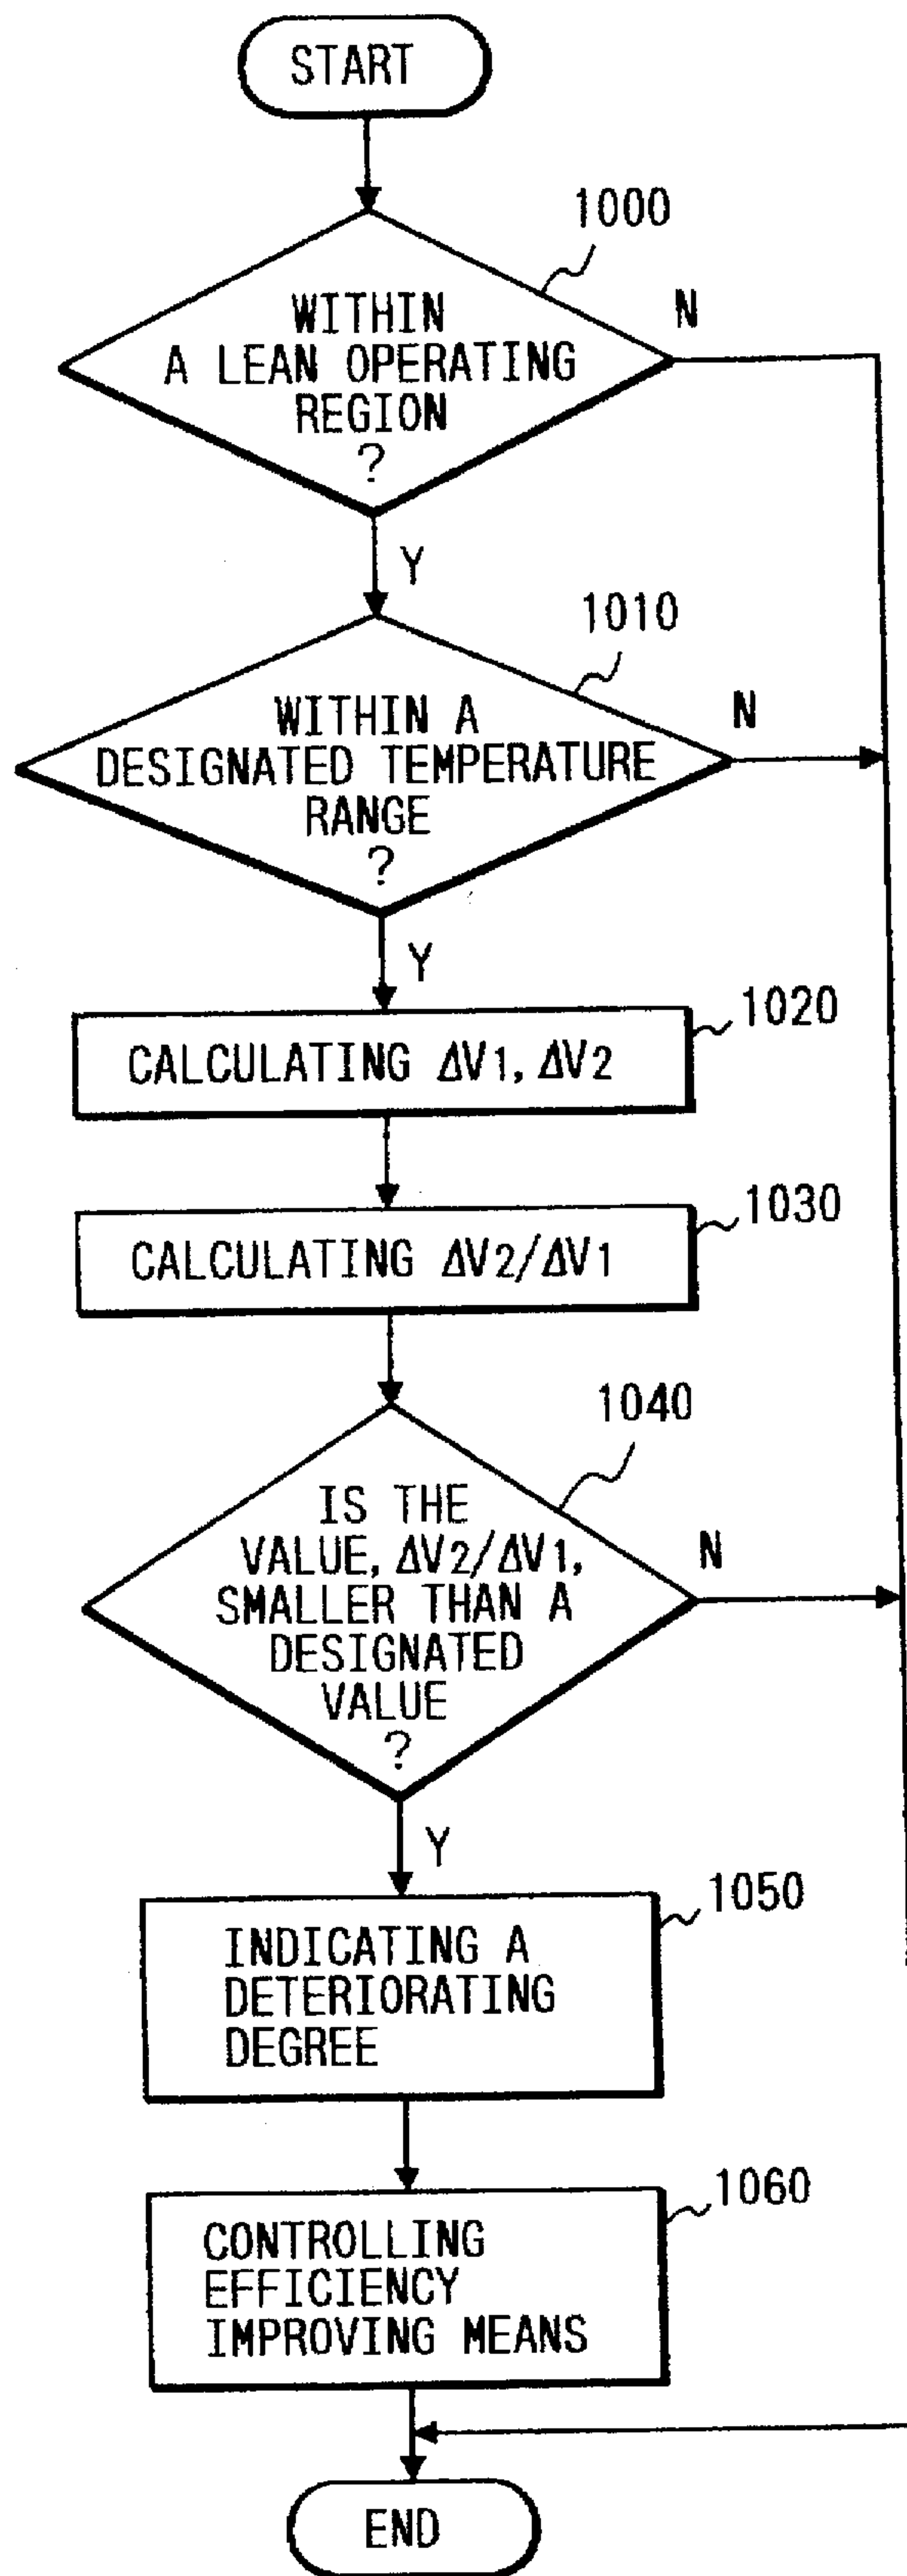 START
1000
WITHIN
A LEAN OPERATING
REGION
?
N
Y
1010
WITHIN A
DESIGNATED TEMPERATURE
RANGE
?
N
Y
1020
CALCULATING ΔV1, ΔV2
1030
CALCULATING ΔV2/ΔV1
1040
IS THE
VALUE, ΔV2/ΔV1,
SMALLER THAN A
DESIGNATED
VALUE
?
N
Y
1050
INDICATING A
DETERIORATING
DEGREE
1060
CONTROLLING
EFFICIENCY
IMPROVING MEANS
END